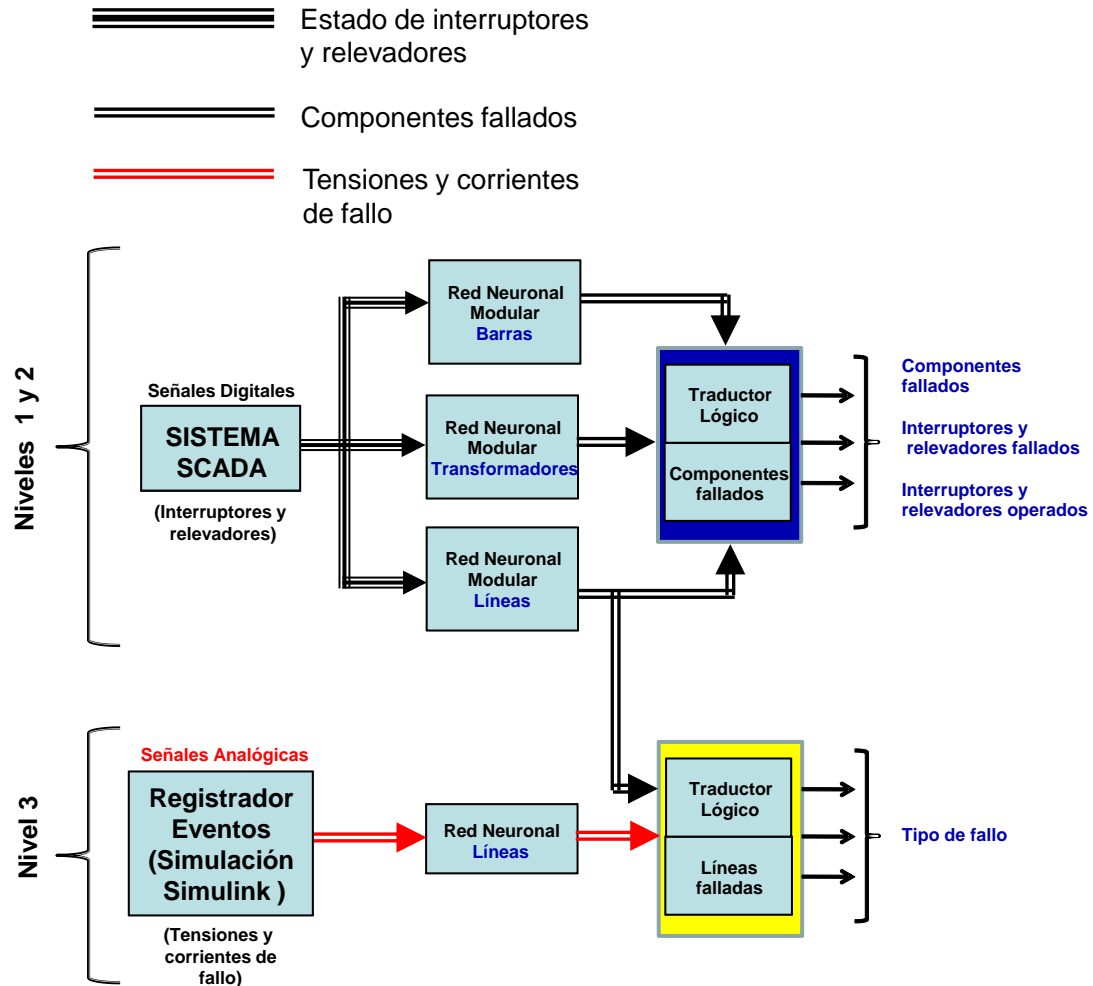 Estado de interruptores
y relevadores
Componentes fallados
Tensiones y corrientes
de fallo
Niveles 1 y 2
Señales Digitales
SISTEMA
SCADA
(Interruptores y
relevadores)
Red Neuronal
Modular
Barras
Red Neuronal
Modular
Transformadores
Red Neuronal
Modular
Líneas
Traductor
Lógico
Componentes
fallados
Componentes
fallados
Interruptores y
relevadores fallados
Interruptores y
relevadores operados
Nivel 3
Señales Analógicas
Registrador
Eventos
(Simulación
Simulink )
(Tensiones y
corrientes de
fallo)
Red Neuronal
Líneas
Traductor
Lógico
Líneas
falladas
Tipo de fallo